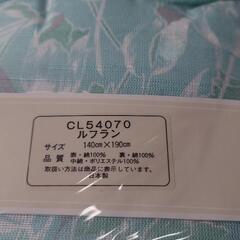 CL54070
ルフラン
サイズ 140cm×190cm
品質 表・綿100% 裏・綿100%
中綿・ポリエステル100%
取扱い方法は商品に表示しています。
日本製